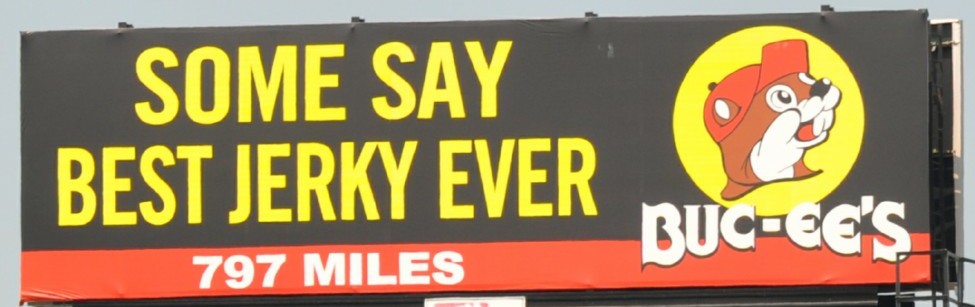 SOME SAY
BEST JERKY EVER
BUC-EE'S
797 MILES